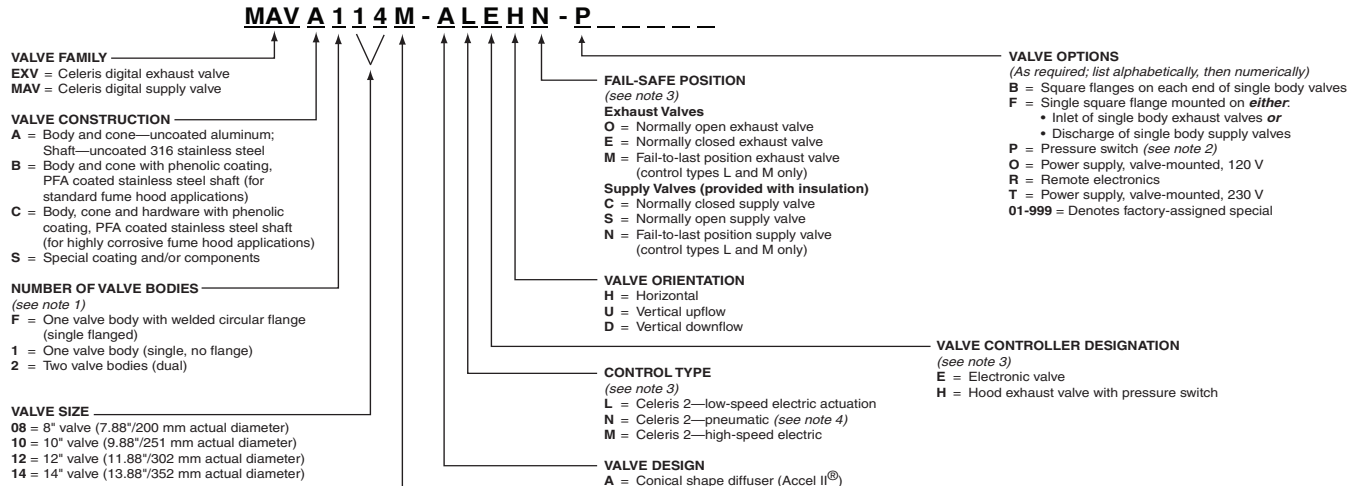 MAV A 1 1 4 M - A L E H N - P _ _ _ _ _
VALVE FAMILY
EXV = Celeris digital exhaust valve
MAV = Celeris digital supply valve
VALVE CONSTRUCTION
A = Body and cone—uncoated aluminum;
Shaft—uncoated 316 stainless steel
B = Body and cone with phenolic coating,
PFA coated stainless steel shaft (for
standard fume hood applications)
C = Body, cone and hardware with phenolic
coating, PFA coated stainless steel shaft
(for highly corrosive fume hood applications)
S = Special coating and/or components
NUMBER OF VALVE BODIES
(see note 1)
F = One valve body with welded circular flange
(single flanged)
1 = One valve body (single, no flange)
2 = Two valve bodies (dual)
VALVE SIZE
08 = 8" valve (7.88"/200 mm actual diameter)
10 = 10" valve (9.88"/251 mm actual diameter)
12 = 12" valve (11.88"/302 mm actual diameter)
14 = 14" valve (13.88"/352 mm actual diameter)
FAIL-SAFE POSITION
(see note 3)
Exhaust Valves
O = Normally open exhaust valve
E = Normally closed exhaust valve
M = Fail-to-last position exhaust valve
(control types L and M only)
Supply Valves (provided with insulation)
C = Normally closed supply valve
S = Normally open supply valve
N = Fail-to-last position supply valve
(control types L and M only)
VALVE ORIENTATION
H = Horizontal
U = Vertical upflow
D = Vertical downflow
CONTROL TYPE
(see note 3)
L = Celeris 2—low-speed electric actuation
N = Celeris 2—pneumatic (see note 4)
M = Celeris 2—high-speed electric
VALVE DESIGN
A = Conical shape diffuser (Accel II®)
VALVE OPTIONS
(As required; list alphabetically, then numerically)
B = Square flanges on each end of single body valves
F = Single square flange mounted on either:
• Inlet of single body exhaust valves or
• Discharge of single body supply valves
P = Pressure switch (see note 2)
O = Power supply, valve-mounted, 120 V
R = Remote electronics
T = Power supply, valve-mounted, 230 V
01-999 = Denotes factory-assigned special
VALVE CONTROLLER DESIGNATION
(see note 3)
E = Electronic valve
H = Hood exhaust valve with pressure switch